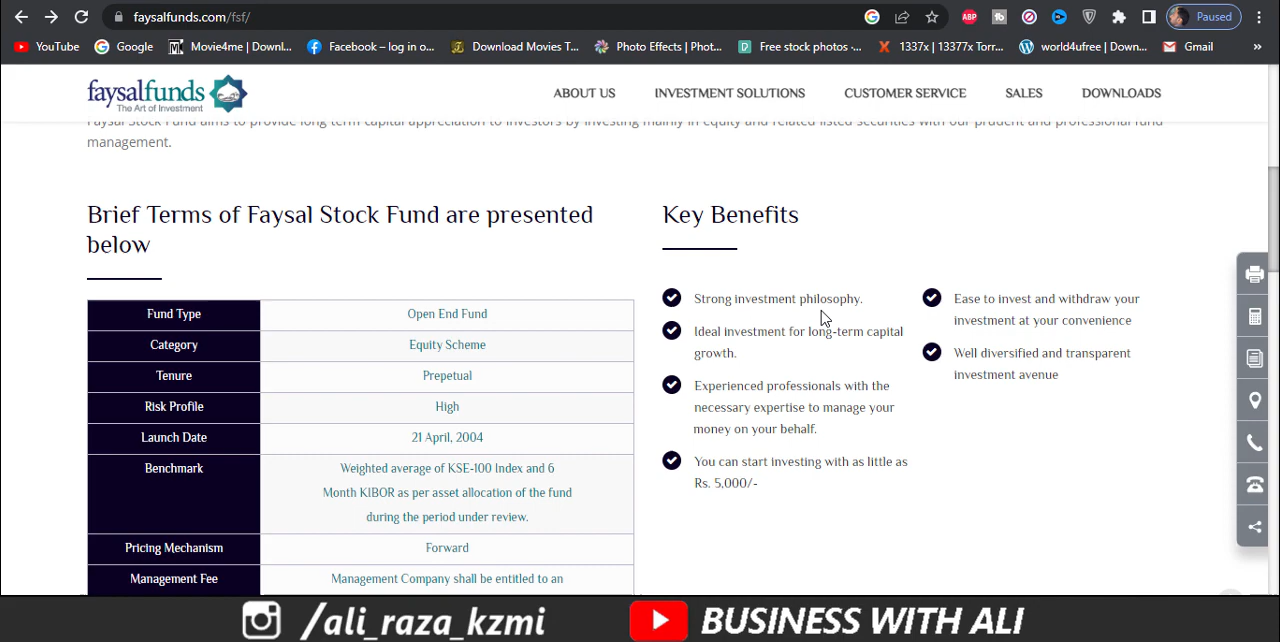 faysalfunds.com/fsf/
ABP
Paused
YouTube
Google
Movie4me | Downl...
Facebook – log in o...
Download Movies T...
Photo Effects | Phot...
Free stock photos -...
1337x | 13377x Torr...
world4ufree | Down...
Gmail
»
faysalfunds
The Art of Investment
ABOUT US
INVESTMENT SOLUTIONS
CUSTOMER SERVICE
SALES
DOWNLOADS
Faysal Stock Fund aims to provide long term capital appreciation to investors by investing mainly in equity and related listed securities with our prudent and professional fund
management.
Brief Terms of Faysal Stock Fund are presented
below
Fund Type
Open End Fund
Category
Equity Scheme
Tenure
Prepetual
Risk Profile
High
Launch Date
21 April, 2004
Benchmark
Weighted average of KSE-100 Index and 6
Month KIBOR as per asset allocation of the fund
during the period under review.
Pricing Mechanism
Forward
Management Fee
Management Company shall be entitled to an
Key Benefits
Strong investment philosophy.
Ideal investment for long-term capital
growth.
Experienced professionals with the
necessary expertise to manage your
money on your behalf.
You can start investing with as little as
Rs. 5,000/-
Ease to invest and withdraw your
investment at your convenience
Well diversified and transparent
investment avenue
/ali_raza_kzmi
BUSINESS WITH ALI